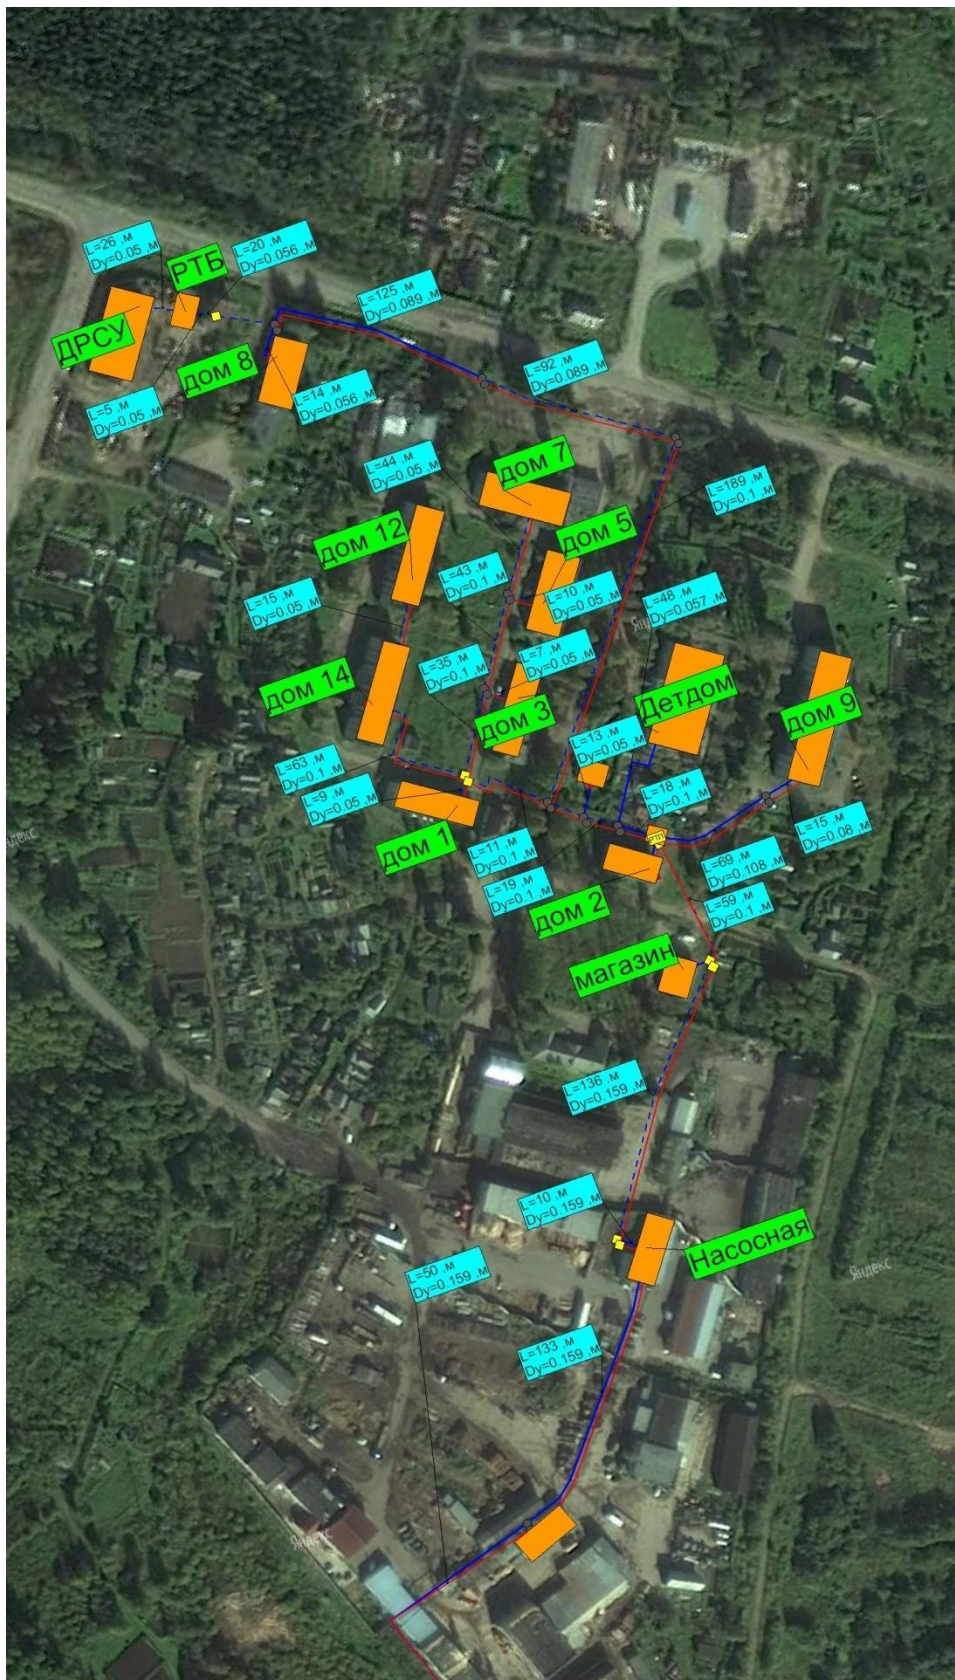 L=26 ,м
Dy=0.05 ,м
РТБ
L=20 ,м
Dy=0.056 ,м
L=125 ,м
Dy=0.089 ,м
ДРСУ
дом 8
L=92 ,м
Dy=0.089 ,м
L=5 ,м
Dy=0.05 ,м
L=14 ,м
Dy=0.056 ,м
L=44 ,м
Dy=0.05 ,м
дом 7
L=189 ,м
Dy=0.1 ,м
дом 12
дом 5
L=43 ,м
Dy=0.1 ,м
L=10 ,м
Dy=0.05 ,м
L=48 ,м
Dy=0.057 ,м
L=15 ,м
Dy=0.05 ,м
Ян
L=7 ,м
Dy=0.05 ,м
L=35 ,м
Dy=0.1 ,м
дом 14
Детдом
дом 9
дом 3
L=13 ,м
Dy=0.05 ,м
L=63 ,м
Dy=0.1 ,м
L=9 ,м
Dy=0.05 ,м
L=18 ,м
Dy=0.1 ,м
L=15 ,м
Dy=0.08 ,м
Яндекс
дом 1
L=11 ,м
Dy=0.1 ,м
L=69 ,м
Dy=0.108 ,м
L=19 ,м
Dy=0.1 ,м
дом 2
L=59 ,м
Dy=0.1 ,м
магазин
L=136 ,м
Dy=0.159 ,м
L=10 ,м
Dy=0.159 ,м
Насосная
L=50 ,м
Dy=0.159 ,м
Яндекс
L=133 ,м
Dy=0.159 ,м
Яндекс